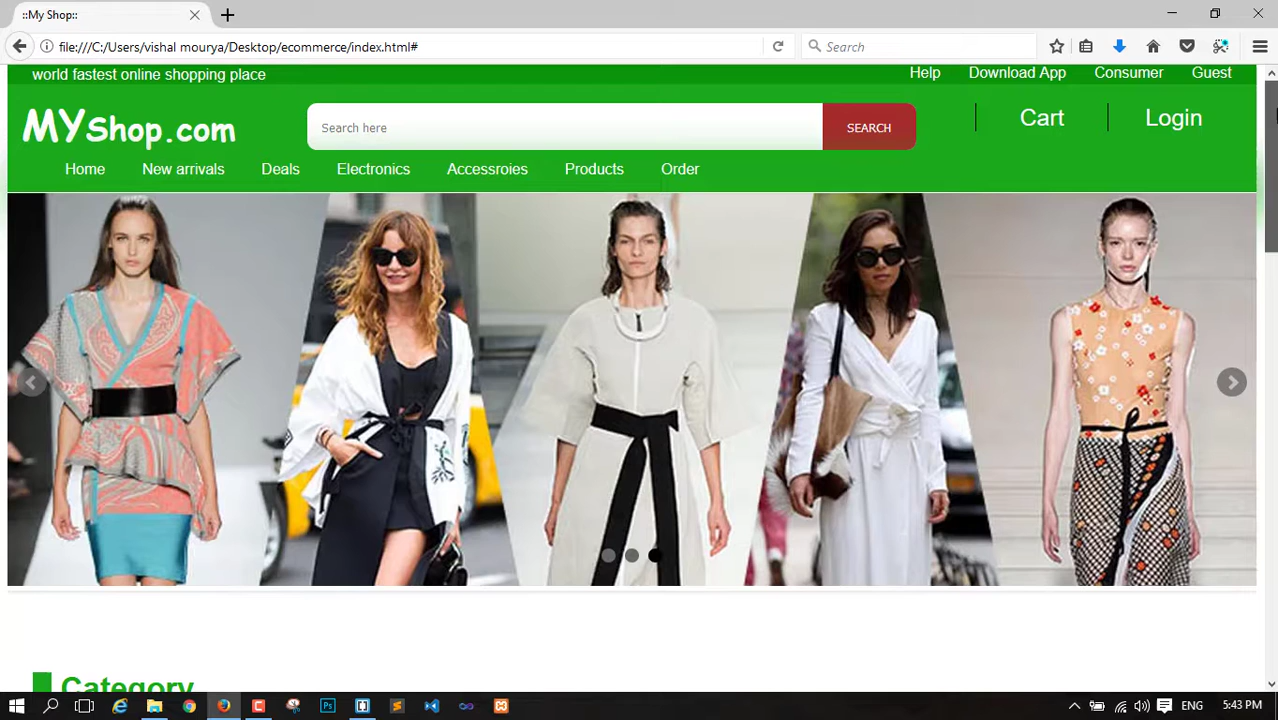 ::My Shop::
file:///C:/Users/vishal mourya/Desktop/ecommerce/index.html#
Search
world fastest online shopping place
Help Download App Consumer Guest
MYShop.com
Search here
SEARCH
Cart
Login
Home New arrivals Deals Electronics Accessroies Products Order
Category
ENG
5:43 PM